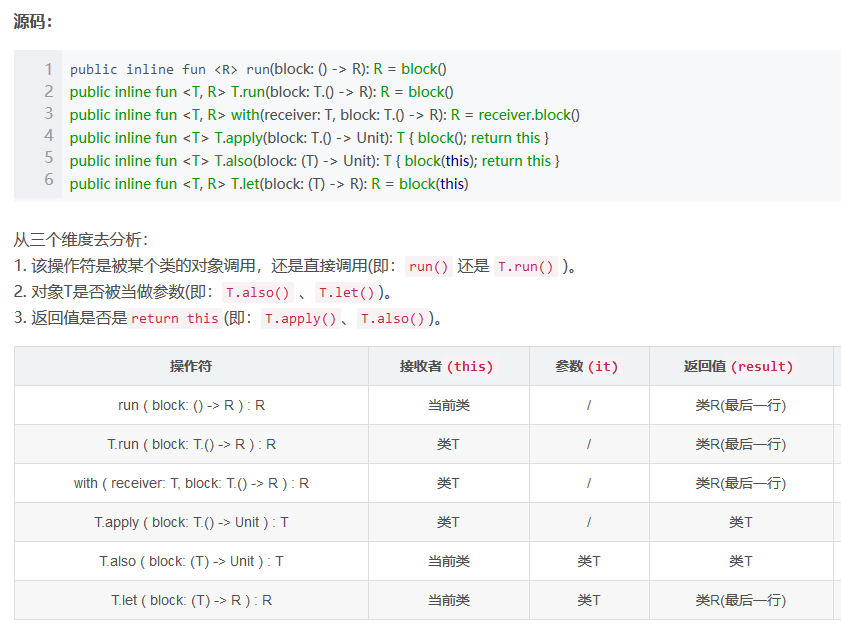 源码：
1 public inline fun <R> run(block: () -> R): R = block()
2 public inline fun <T, R> T.run(block: T.() -> R): R = block()
3 public inline fun <T, R> with(receiver: T, block: T.() -> R): R = receiver.block()
4 public inline fun <T> T.apply(block: T.() -> Unit): T { block(); return this }
5 public inline fun <T> T.also(block: (T) -> Unit): T { block(this); return this }
6 public inline fun <T, R> T.let(block: (T) -> R): R = block(this)
从三个维度去分析：
1. 该操作符是被某个类的对象调用，还是直接调用(即： run() 还是 T.run() )。
2. 对象T是否被当做参数(即： T.also() 、 T.let() )。
3. 返回值是否是 return this (即： T.apply() 、 T.also() )。
操作符 接收者 (this) 参数 (it) 返回值 (result)
run ( block: () -> R ) : R 当前类 / 类R(最后一行)
T.run ( block: T.() -> R ) : R 类T / 类R(最后一行)
with ( receiver: T, block: T.() -> R ) : R 类T / 类R(最后一行)
T.apply ( block: T.() -> Unit ) : T 类T / 类T
T.also ( block: (T) -> Unit ) : T 当前类 类T 类T
T.let ( block: (T) -> R ) : R 当前类 类T 类R(最后一行)